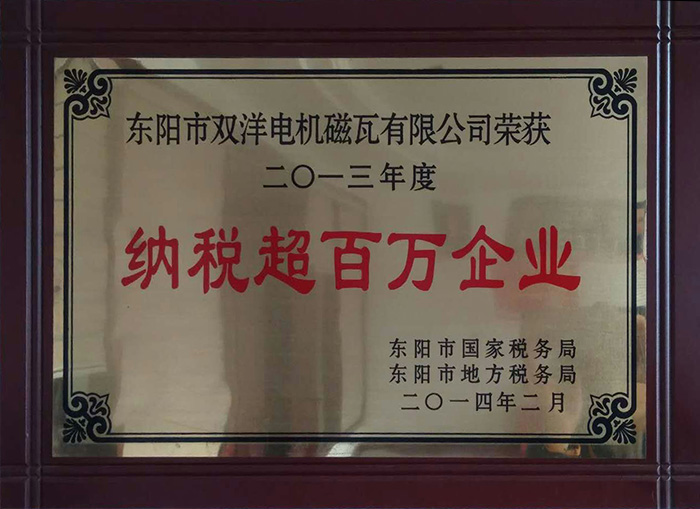 东阳市双洋电机磁瓦有限公司荣获
二〇一三年度
纳税超百万企业
东阳市国家税务局
东阳市地方税务局
二〇一四年二月